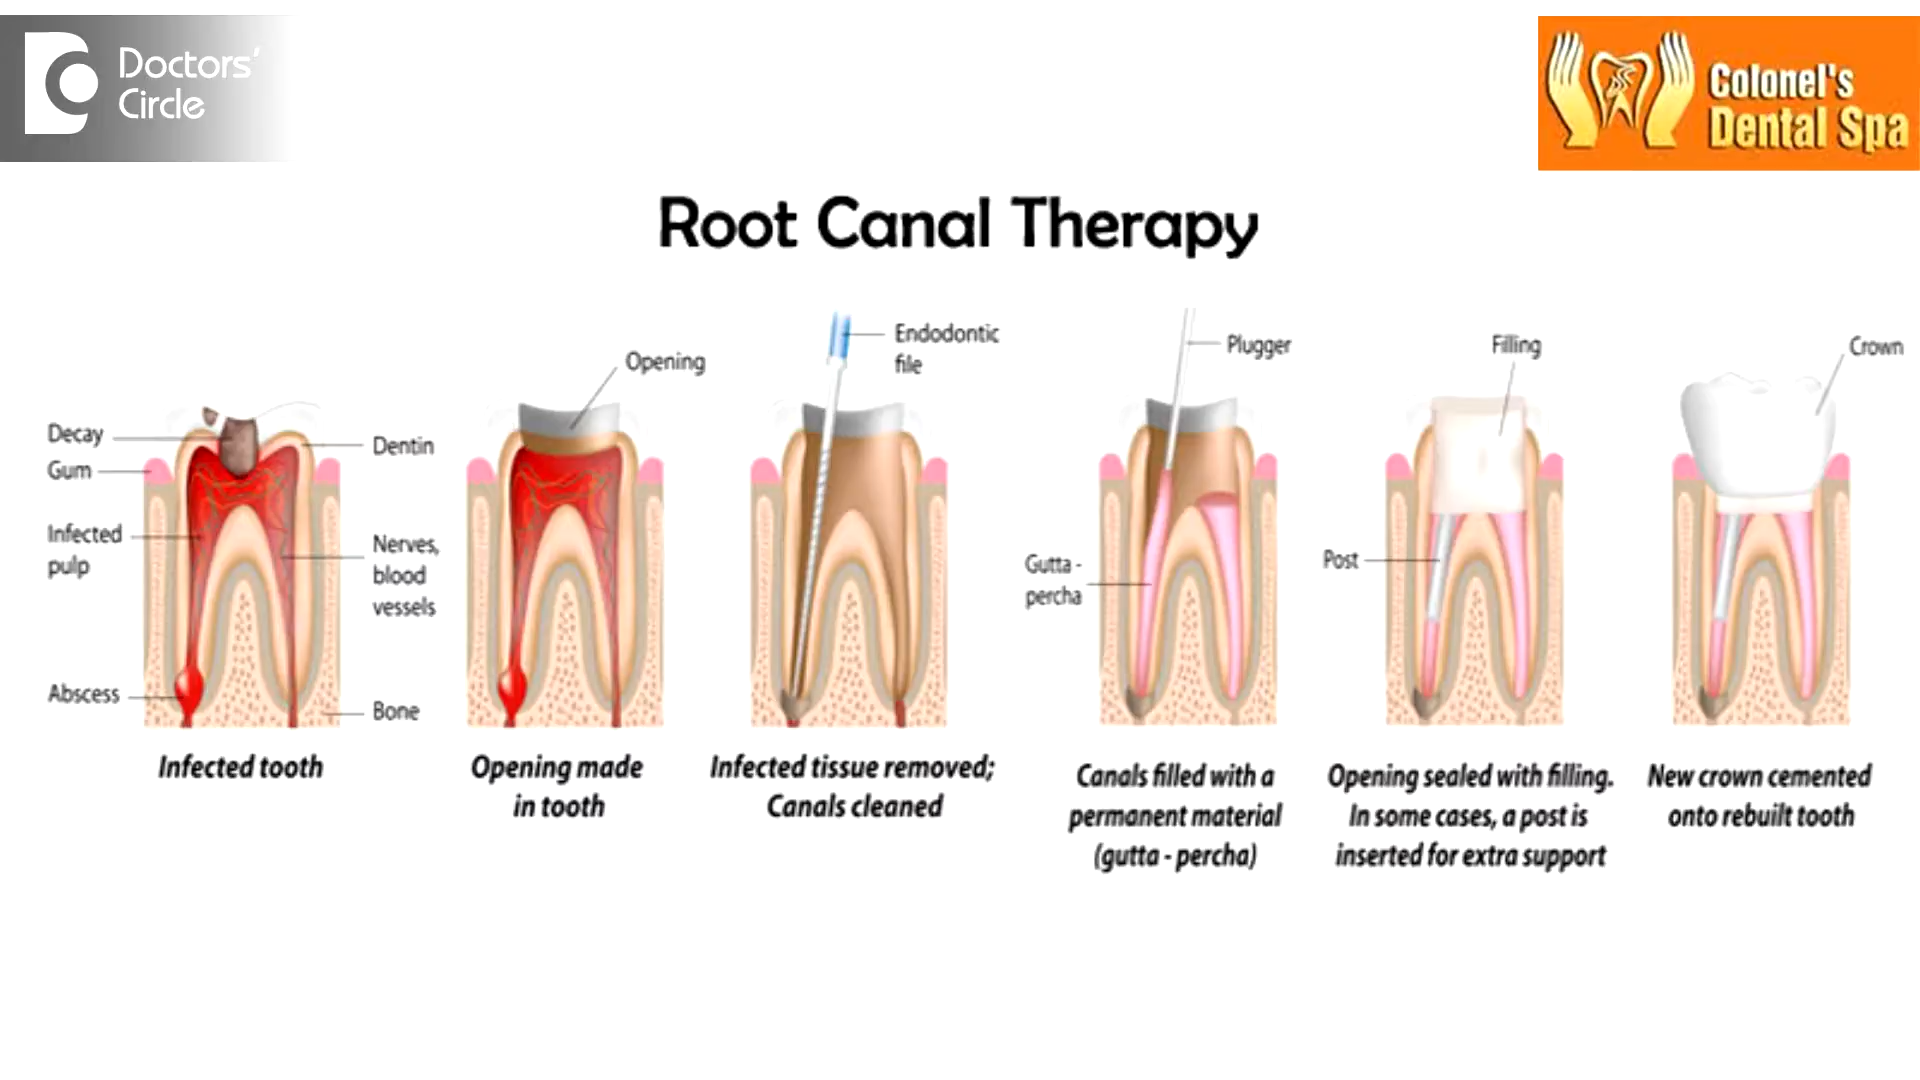 Doctors'
Circle
Colonel's
Dental Spa
Root Canal Therapy
Decay
Gum
Infected
pulp
Abscess
Dentin
Nerves,
blood
vessels
Bone
Infected tooth
Opening
Opening made
in tooth
Endodontic
file
Infected tissue removed;
Canals cleaned
Plugger
Gutta -
percha
Canals filled with a
permanent material
(gutta - percha)
Filling
Post
Opening sealed with filling.
In some cases, a post is
inserted for extra support
Crown
New crown cemented
onto rebuilt tooth